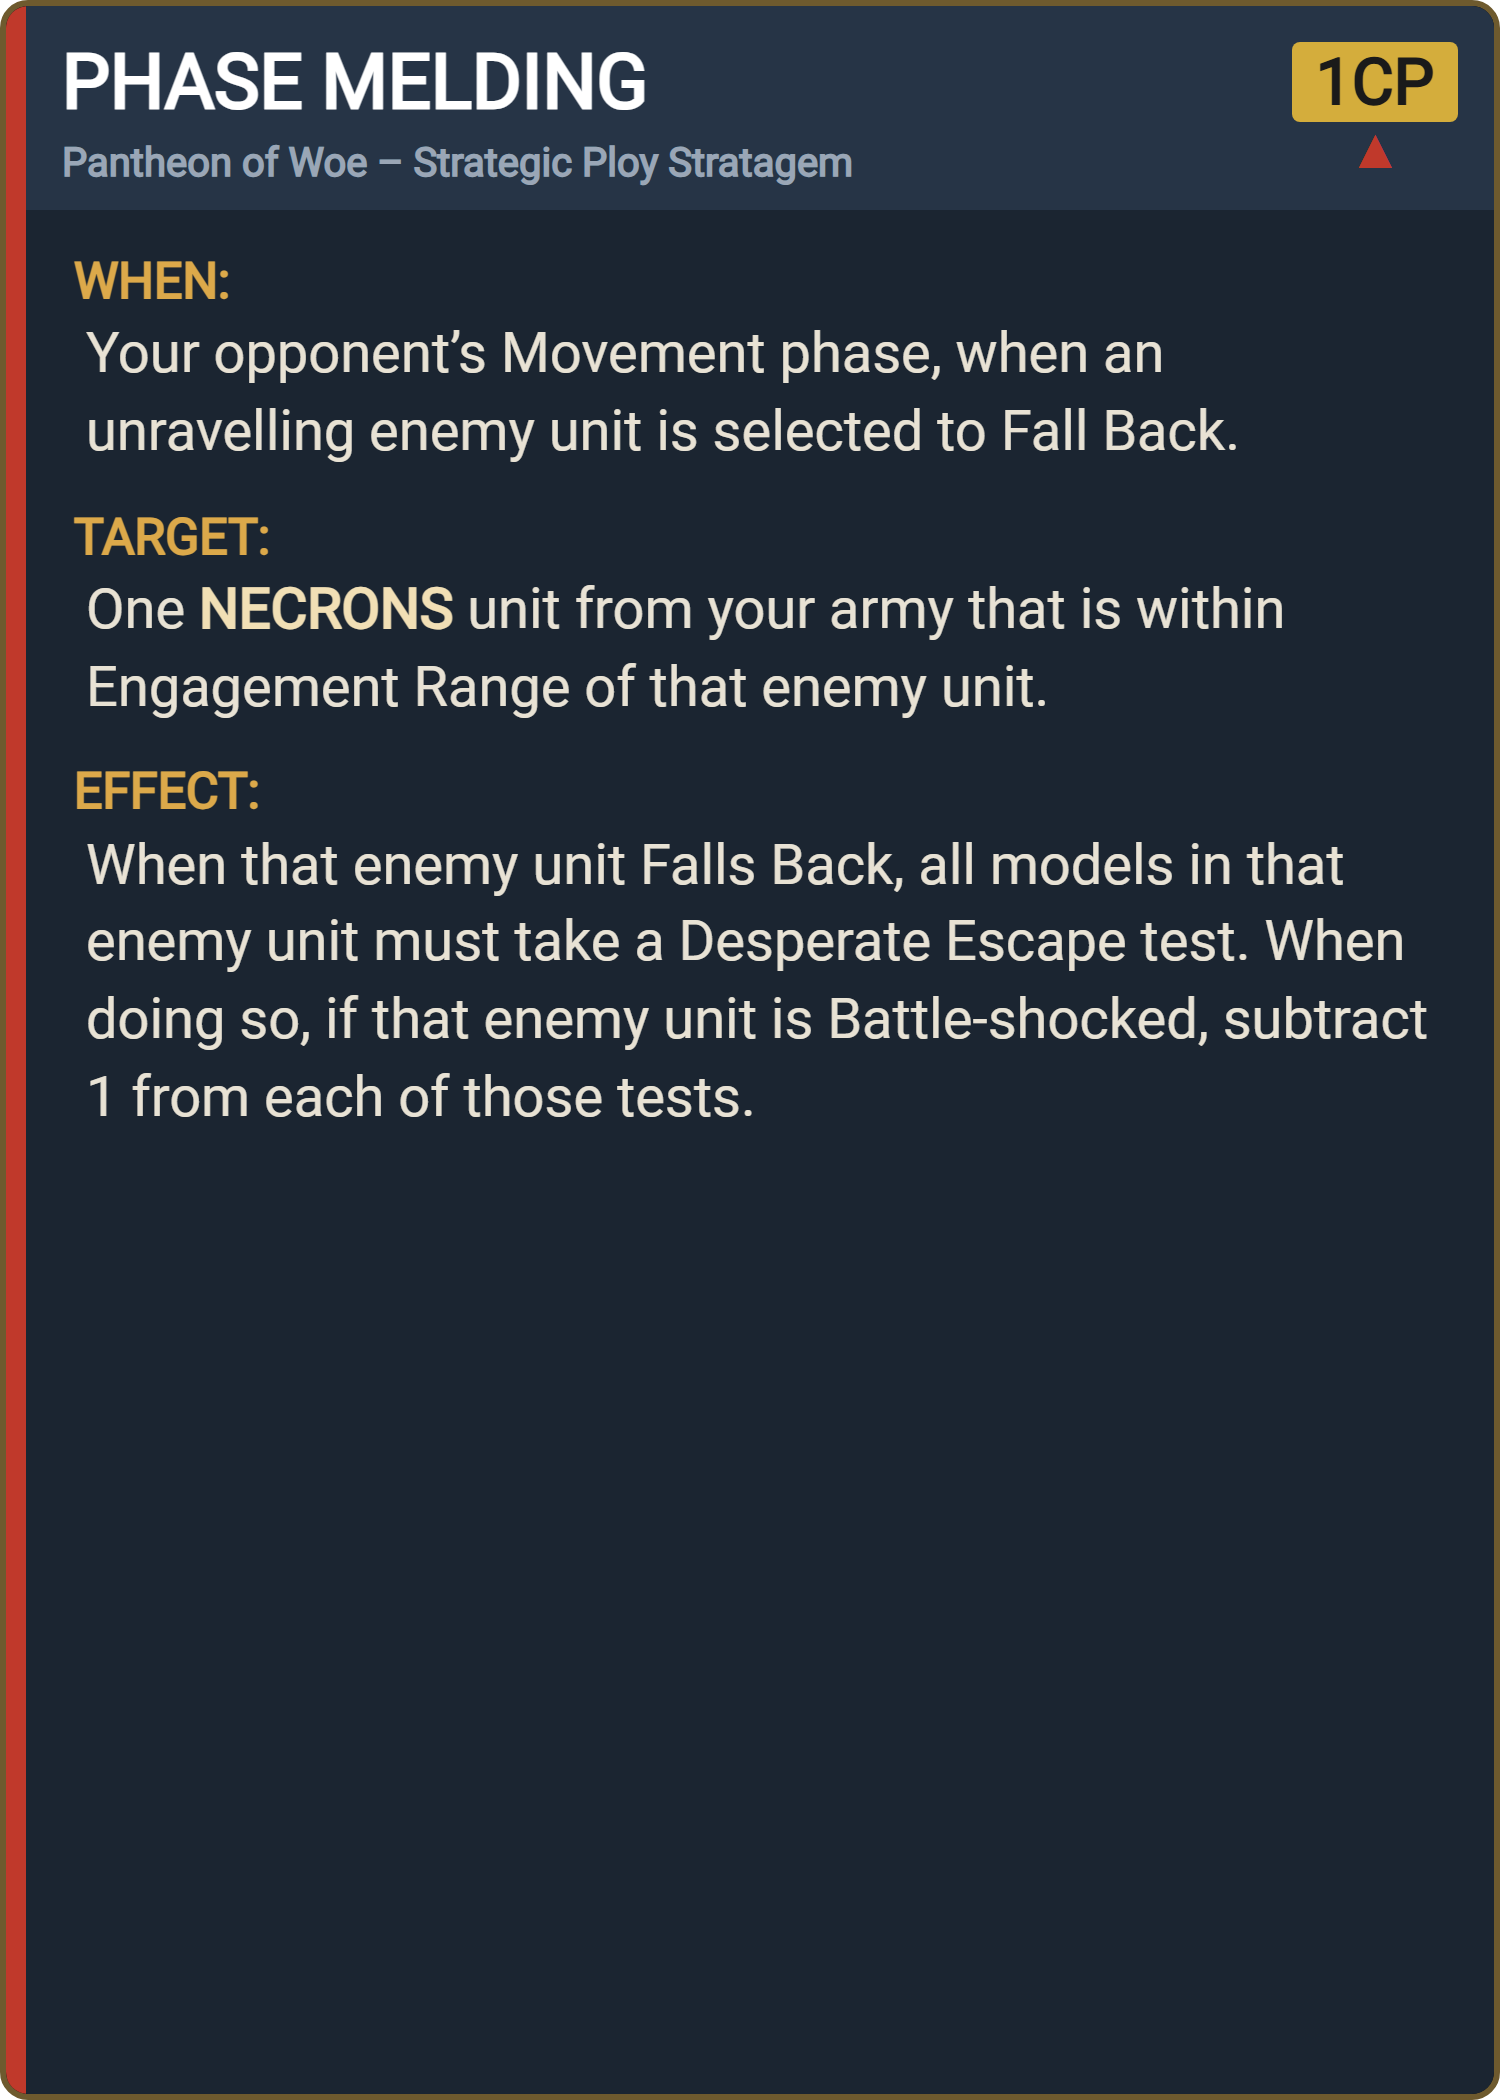 PHASE MELDING
1CP
Pantheon of Woe – Strategic Ploy Stratagem
WHEN:
Your opponent’s Movement phase, when an
unravelling enemy unit is selected to Fall Back.
TARGET:
One NECRONS unit from your army that is within
Engagement Range of that enemy unit.
EFFECT:
When that enemy unit Falls Back, all models in that
enemy unit must take a Desperate Escape test. When
doing so, if that enemy unit is Battle-shocked, subtract
1 from each of those tests.